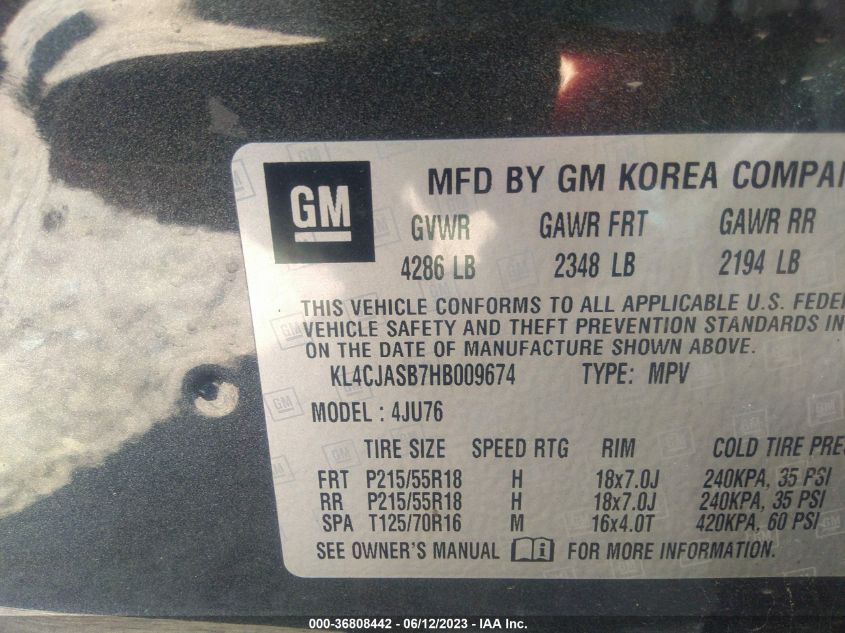 GM
MFD BY GM KOREA COMPA
GVWR GAWR FRT GAWR RR
4286 LB 2348 LB 2194 LB
THIS VEHICLE CONFORMS TO ALL APPLICABLE U.S. FEDE
VEHICLE SAFETY AND THEFT PREVENTION STANDARDS IN
ON THE DATE OF MANUFACTURE SHOWN ABOVE.
KL4CJASB7HB009674 TYPE: MPV
MODEL : 4JU76
TIRE SIZE SPEED RTG RIM COLD TIRE PRE
FRT P215/55R18 H 18x7.0J 240KPA, 35 PSI
RR P215/55R18 H 18x7.0J 240KPA, 35 PSI
SPA T125/70R16 M 16x4.0T 420KPA, 60 PSI
SEE OWNER'S MANUAL FOR MORE INFORMATION.
000-36808442 - 06/12/2023 - IAA Inc.